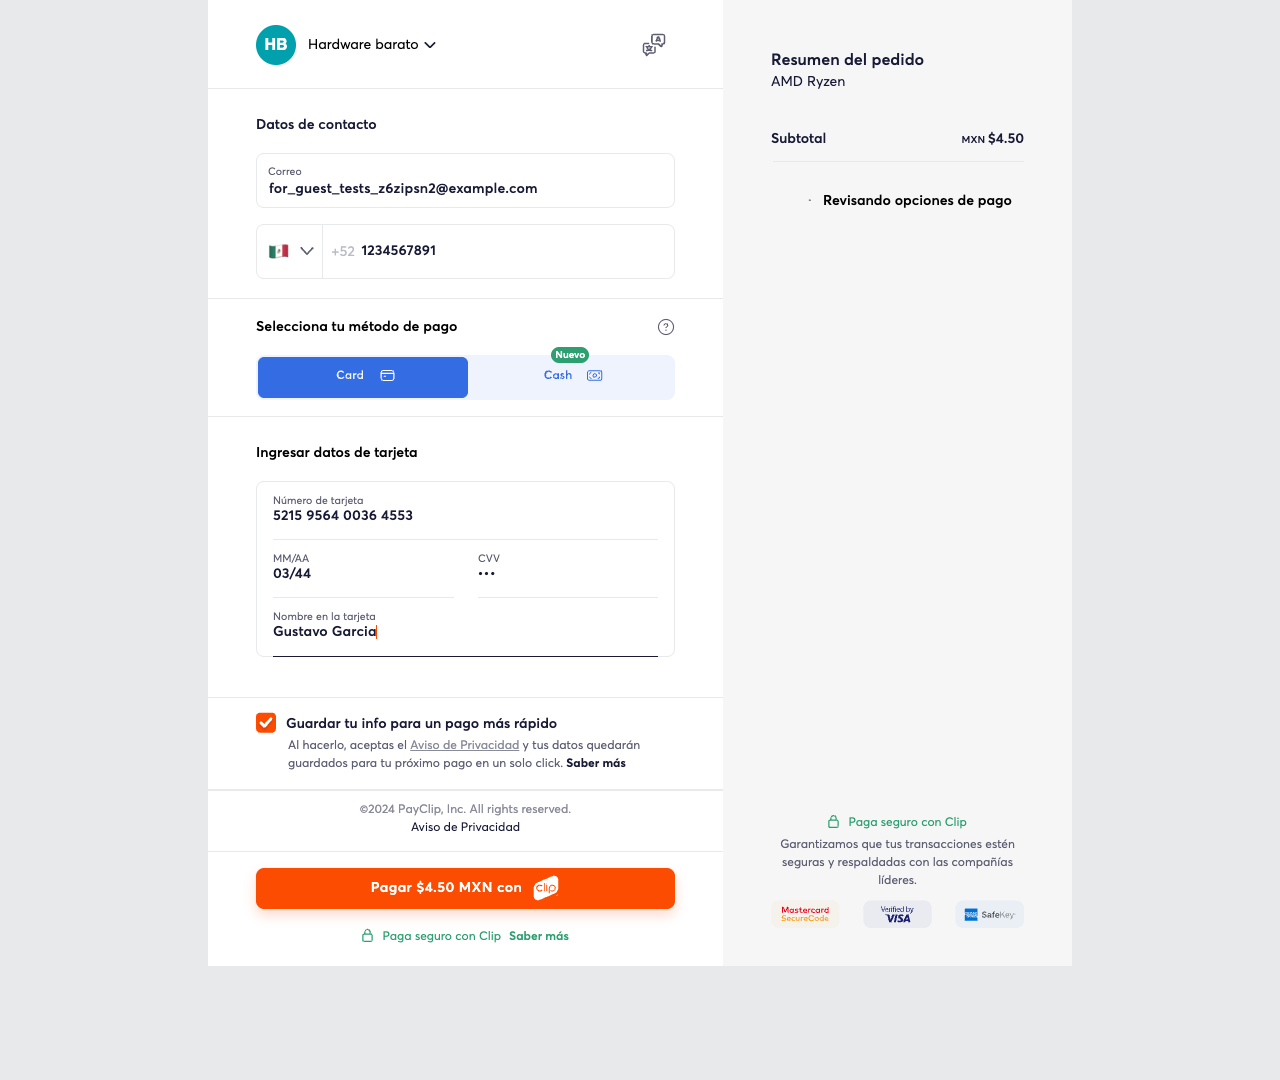 HB Hardware barato
Datos de contacto
Correo
for_guest_tests_z6zipsn2@example.com
+52 1234567891
Selecciona tu método de pago
?
Nuevo
Card
Cash
Ingresar datos de tarjeta
Número de tarjeta
5215 9564 0036 4553
MM/AA
CVV
03/44
•••
Nombre en la tarjeta
Gustavo Garcia
Guardar tu info para un pago más rápido
Al hacerlo, aceptas el Aviso de Privacidad y tus datos quedarán
guardados para tu próximo pago en un solo click. Saber más
©2024 PayClip, Inc. All rights reserved.
Aviso de Privacidad
Pagar $4.50 MXN con clip
Paga seguro con Clip Saber más
Resumen del pedido
AMD Ryzen
Subtotal MXN $4.50
Revisando opciones de pago
Paga seguro con Clip
Garantizamos que tus transacciones estén
seguras y respaldadas con las compañías
líderes.
Mastercard
SecureCode
Verified by
VISA
SafeKey